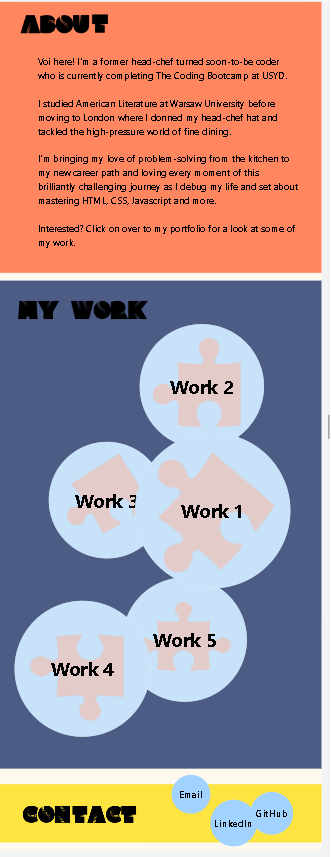 ABOUT
Voi here! I'm a former head-chef turned soon-to-be coder
who is currently completing The Coding Bootcamp at USYD.
I studied American Literature at Warsaw University before
moving to London where I donned my head-chef hat and
tackled the high-pressure world of fine dining.
I'm bringing my love of problem-solving from the kitchen to
my new career path and loving every moment of this
brilliantly challenging journey as I debug my life and set about
mastering HTML, CSS, Javascript and more.
Interested? Click on over to my portfolio for a look at some of
my work.
MY WORK
Work 2
Work 3
Work 1
Work 5
Work 4
CONTACT
Email
LinkedIn
GitHub